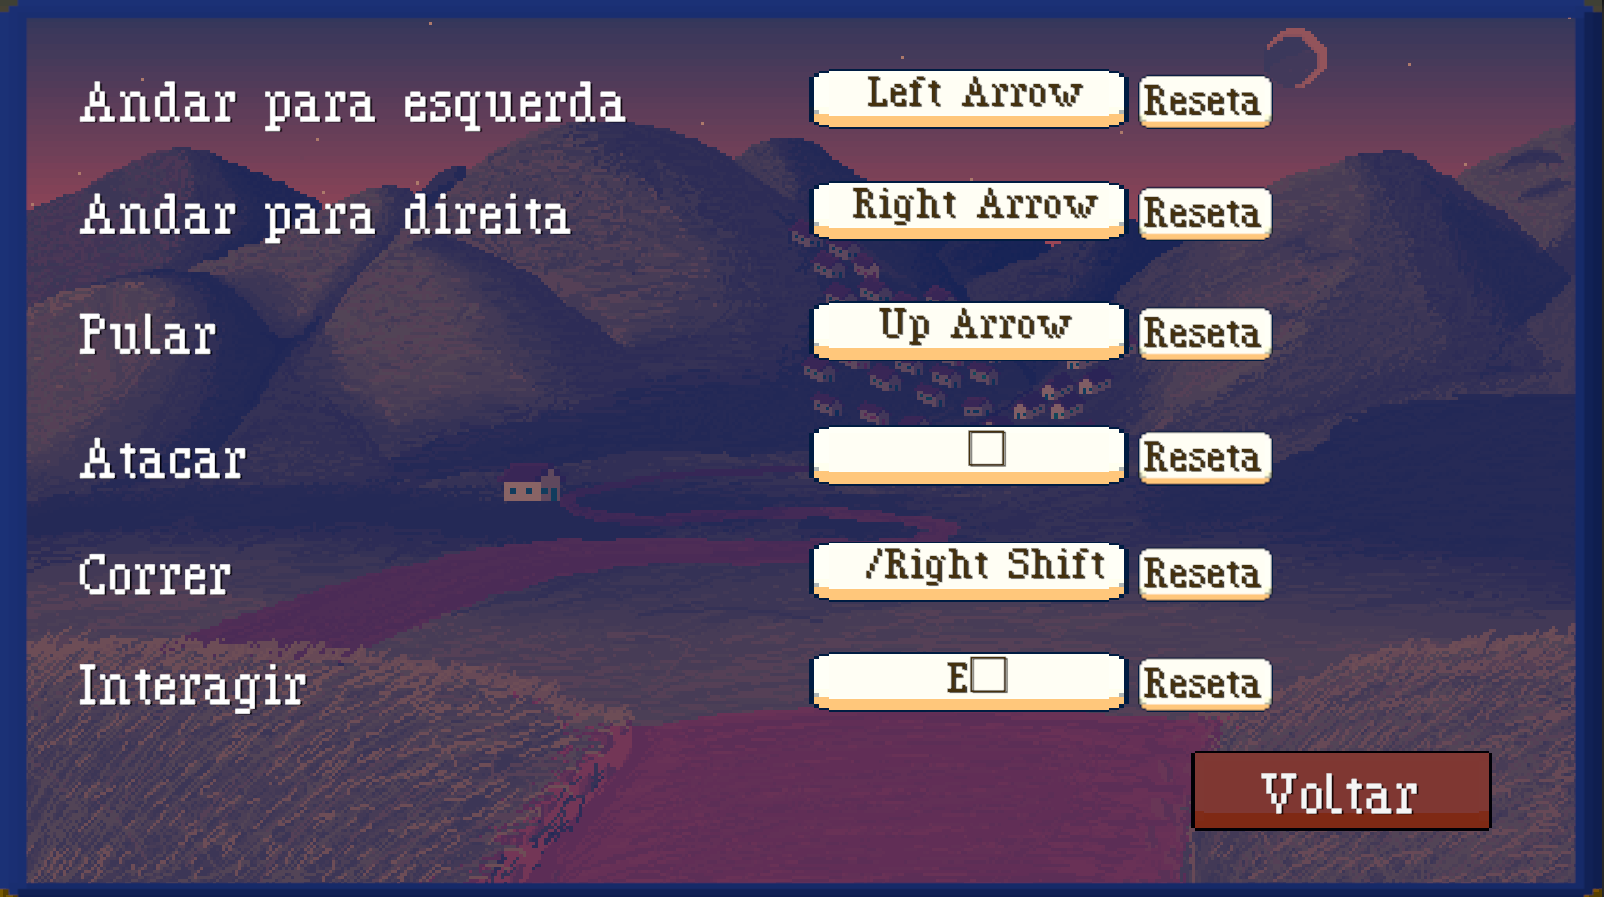 Andar para esquerda Left Arrow Reseta
Andar para direita Right Arrow Reseta
Pular Up Arrow Reseta
Atacar □ Reseta
Correr /Right Shift Reseta
Interagir E□ Reseta
Voltar